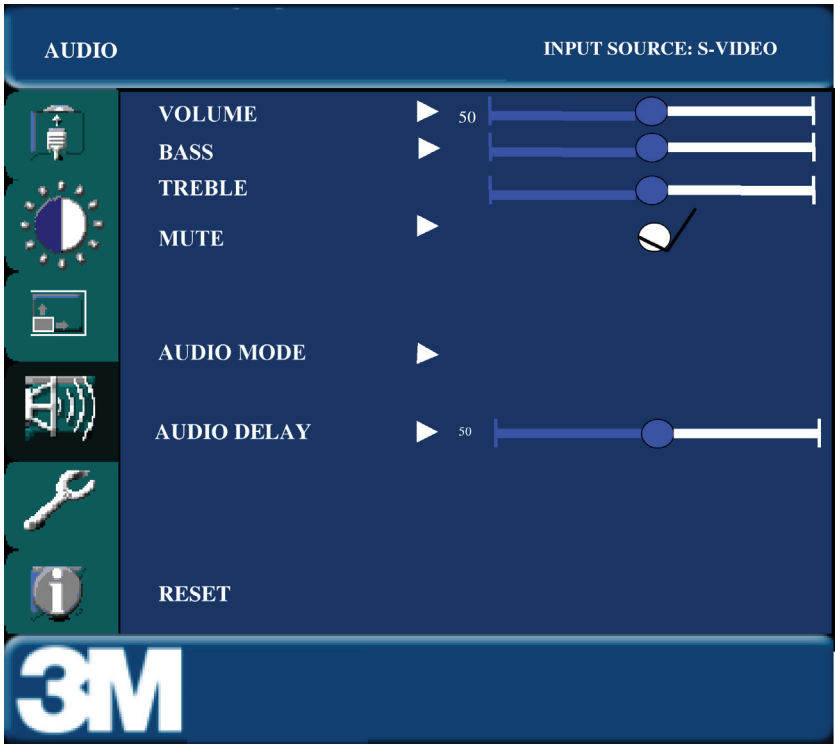 AUDIO
INPUT SOURCE: S-VIDEO
VOLUME 50
BASS
TREBLE
MUTE
AUDIO MODE
AUDIO DELAY 50
RESET
3M